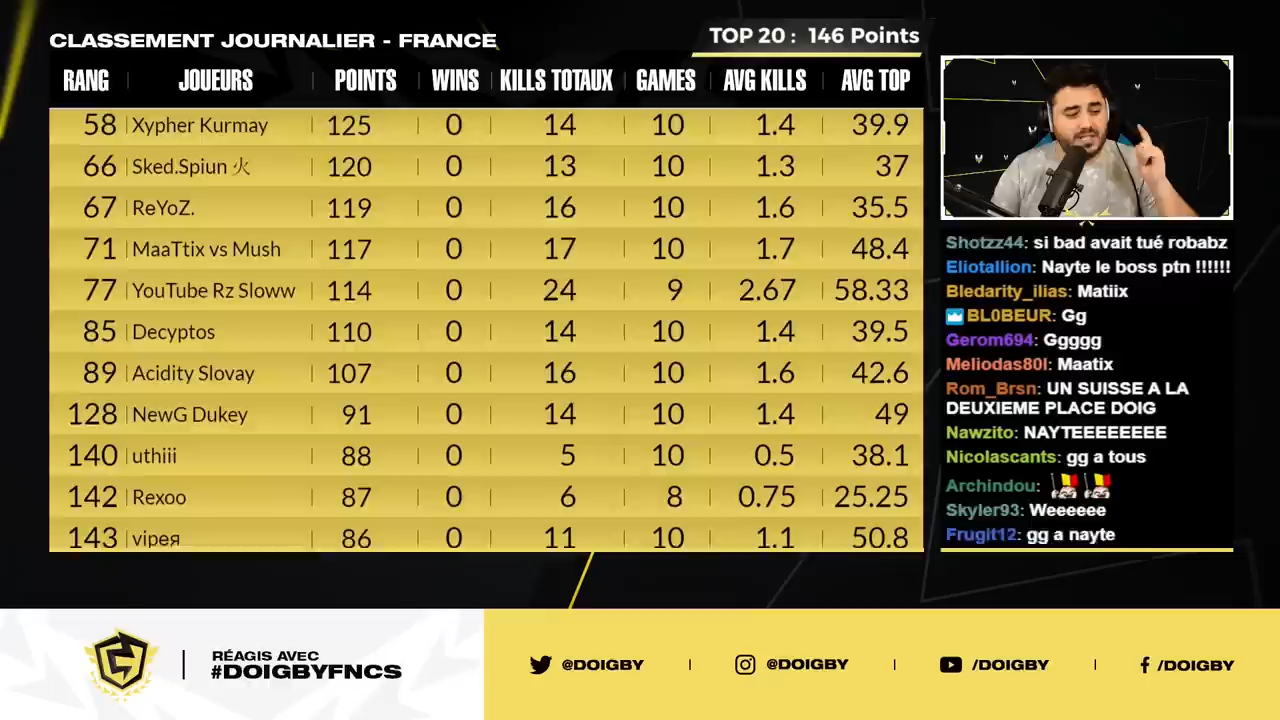 CLASSEMENT JOURNALIER - FRANCE
TOP 20 : 146 Points
RANG JOUEURS POINTS WINS KILLS TOTAUX GAMES AVG KILLS AVG TOP
58 Xypher Kurmay 125 0 14 10 1.4 39.9
66 Sked.Spiun 火 120 0 13 10 1.3 37
67 ReYoZ. 119 0 16 10 1.6 35.5
71 MaaTtix vs Mush 117 0 17 10 1.7 48.4
77 YouTube Rz Sloww 114 0 24 9 2.67 58.33
85 Decyptos 110 0 14 10 1.4 39.5
89 Acidity Slovay 107 0 16 10 1.6 42.6
128 NewG Dukey 91 0 14 10 1.4 49
140 uthiii 88 0 5 10 0.5 38.1
142 Rexoo 87 0 6 8 0.75 25.25
143 vipeя 86 0 11 10 1.1 50.8
Shotzz44: si bad avait tué robabz
Eliotallion: Nayte le boss ptn !!!!!!
Bledarity_ilias: Matiix
BL0BEUR: Gg
Gerom694: Ggggg
Meliodas80l: Maatix
Rom_Brsn: UN SUISSE A LA
DEUXIEME PLACE DOIG
Nawzito: NAYTEEEEEEEE
Nicolascants: gg a tous
Archindou:
Skyler93: Weeeeee
Frugit12: gg a nayte
RÉAGIS AVEC
#DOIGBYFNCS
@DOIGBY
@DOIGBY
/DOIGBY
/DOIGBY